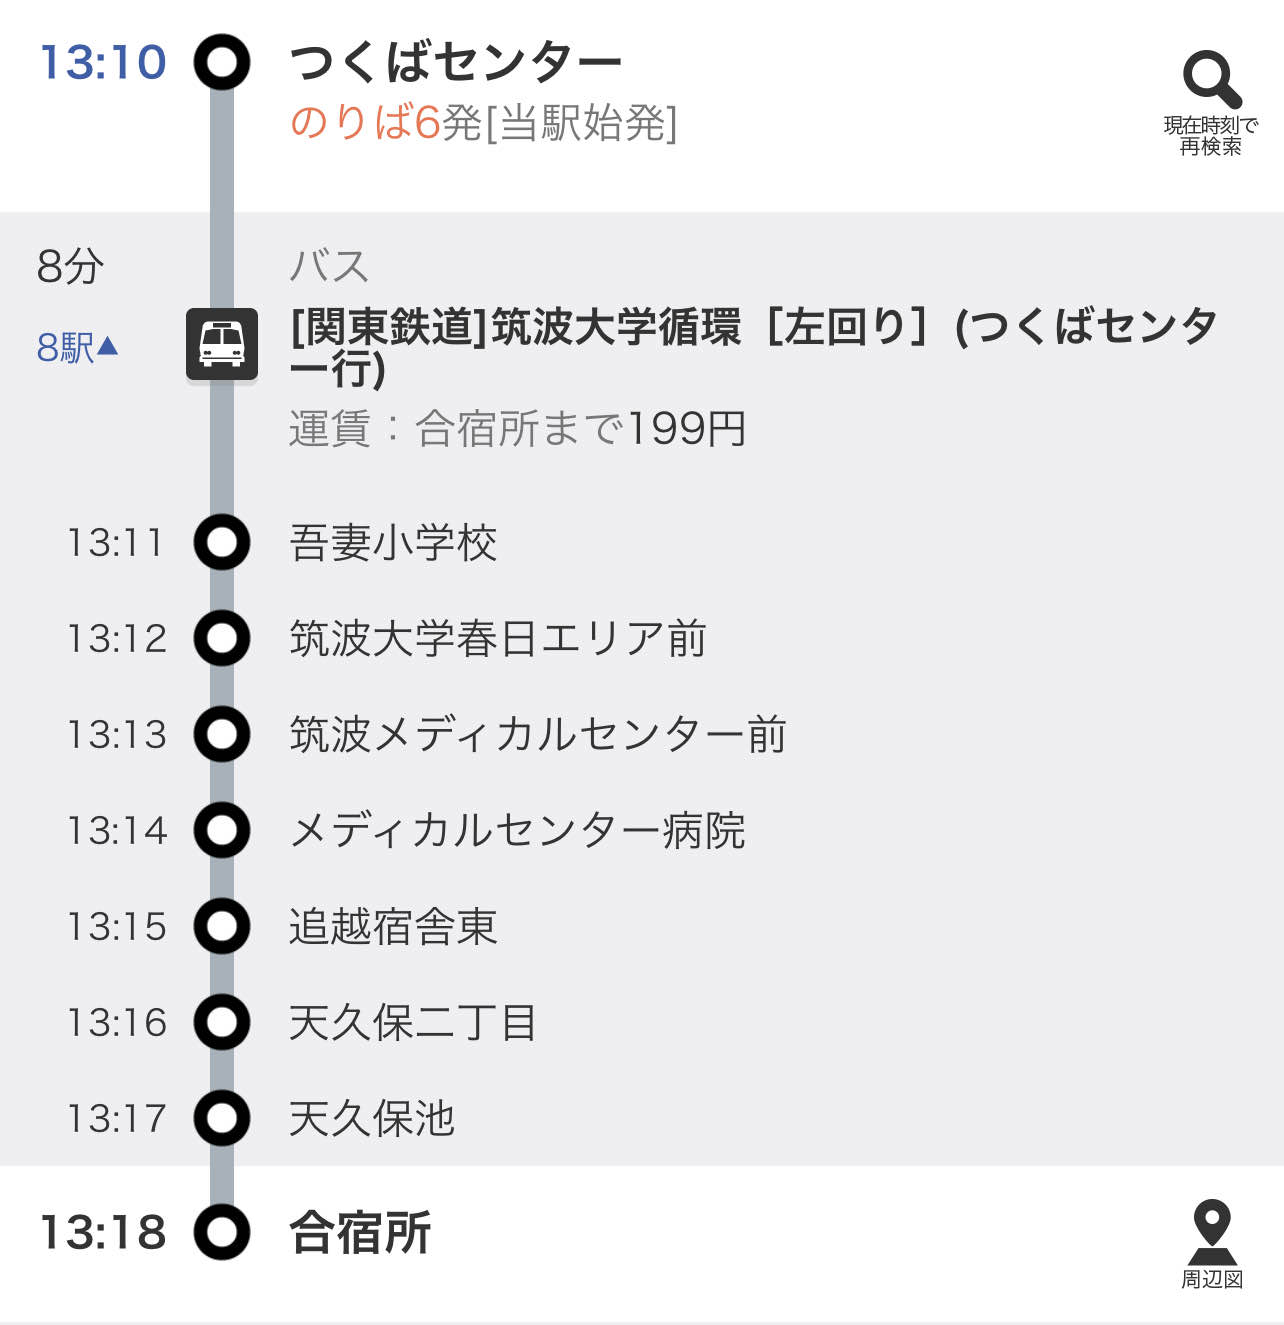 13:10 つくばセンター
のりば6発[当駅始発]
現在時刻で
再検索
8分 バス
8駅▲ [関東鉄道]筑波大学循環［左回り］(つくばセンタ
ー行)
運賃：合宿所まで199円
13:11 吾妻小学校
13:12 筑波大学春日エリア前
13:13 筑波メディカルセンター前
13:14 メディカルセンター病院
13:15 追越宿舎東
13:16 天久保二丁目
13:17 天久保池
13:18 合宿所
周辺図